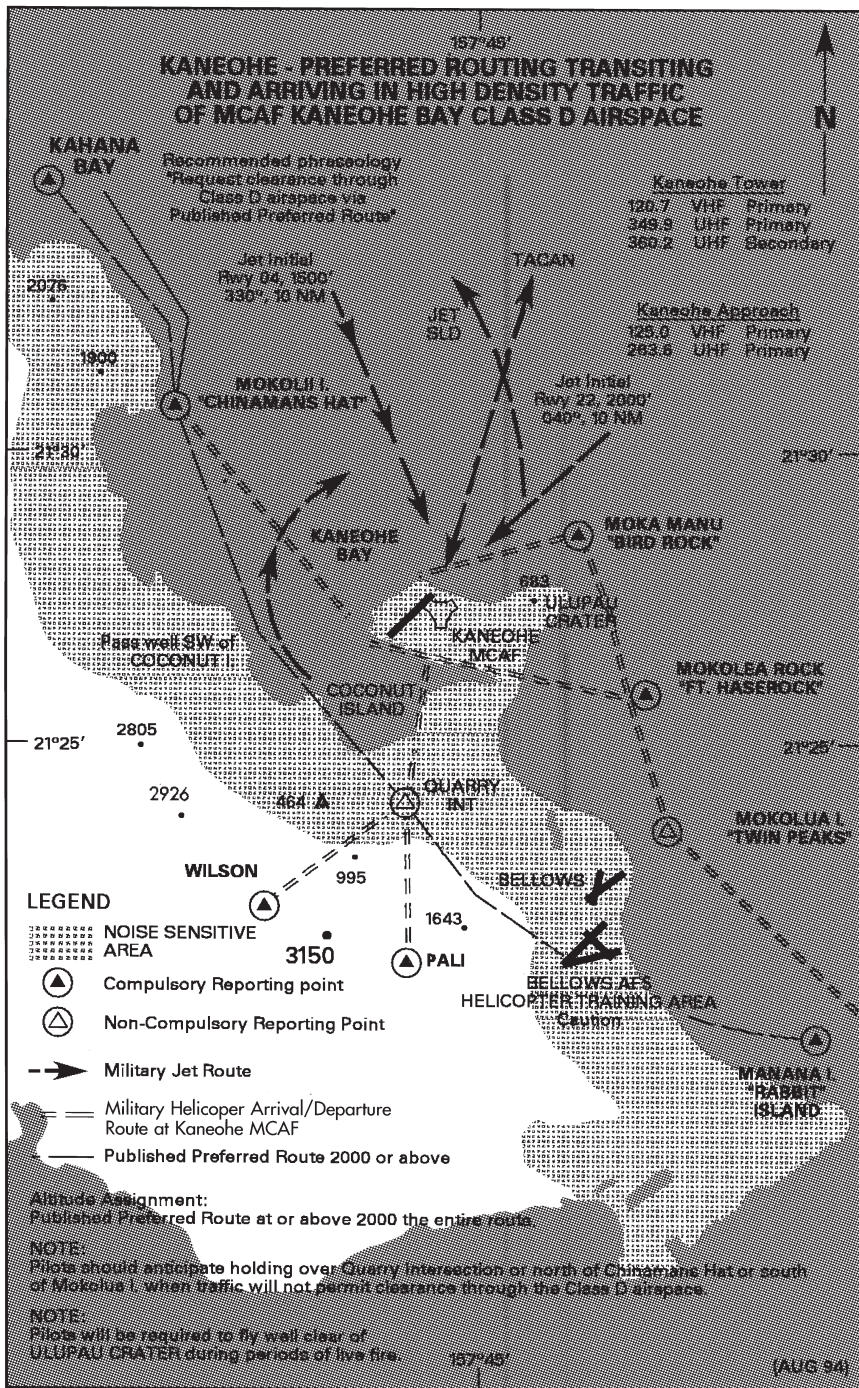 157°45'
KANEOHE - PREFERRED ROUTING TRANSITING
AND ARRIVING IN HIGH DENSITY TRAFFIC
OF MCAF KANEOHE BAY CLASS D AIRSPACE
N
KAHANA
BAY
Recommended phraseology
"Request clearance through
Class D airspace via
Published Preferred Route"
Kaneohe Tower
120.7 VHF Primary
349.9 UHF Primary
360.2 UHF Secondary
Jet Initial
Rwy 04, 1500'
330°, 10 NM
TACAN
JET
SLD
Kaneohe Approach
125.0 VHF Primary
263.6 UHF Primary
2076
1900
MOKOLII I.
"CHINAMANS HAT"
Jet Initial
Rwy 22, 2000'
040°, 10 NM
21°30'
21°30'
KANEOHE
BAY
MOKA MANU
"BIRD ROCK"
683
ULUPAU
CRATER
KANEOHE
MCAF
Pass well SW of
COCONUT I.
COCONUT
ISLAND
MOKOLEA ROCK
"FT. HASEROCK"
2805
21°25'
21°25'
2926
464
QUARRY
INT
MOKOLUA I.
"TWIN PEAKS"
WILSON
995
BELLOWS
1643
3150
PALI
BELLOWS AFS
HELICOPTER TRAINING AREA
Caution
MANANA I.
"RABBIT"
ISLAND
LEGEND
NOISE SENSITIVE
AREA
Compulsory Reporting point
Non-Compulsory Reporting Point
Military Jet Route
Military Helicoper Arrival/Departure
Route at Kaneohe MCAF
Published Preferred Route 2000 or above
Altitude Assignment:
Published Preferred Route at or above 2000 the entire route.
NOTE:
Pilots should anticipate holding over Quarry Intersection or north of Chinamans Hat or south
of Mokolua I. when traffic will not permit clearance through the Class D airspace.
NOTE:
Pilots will be required to fly well clear of
ULUPAU CRATER during periods of live fire.
157°45'
(AUG 94)